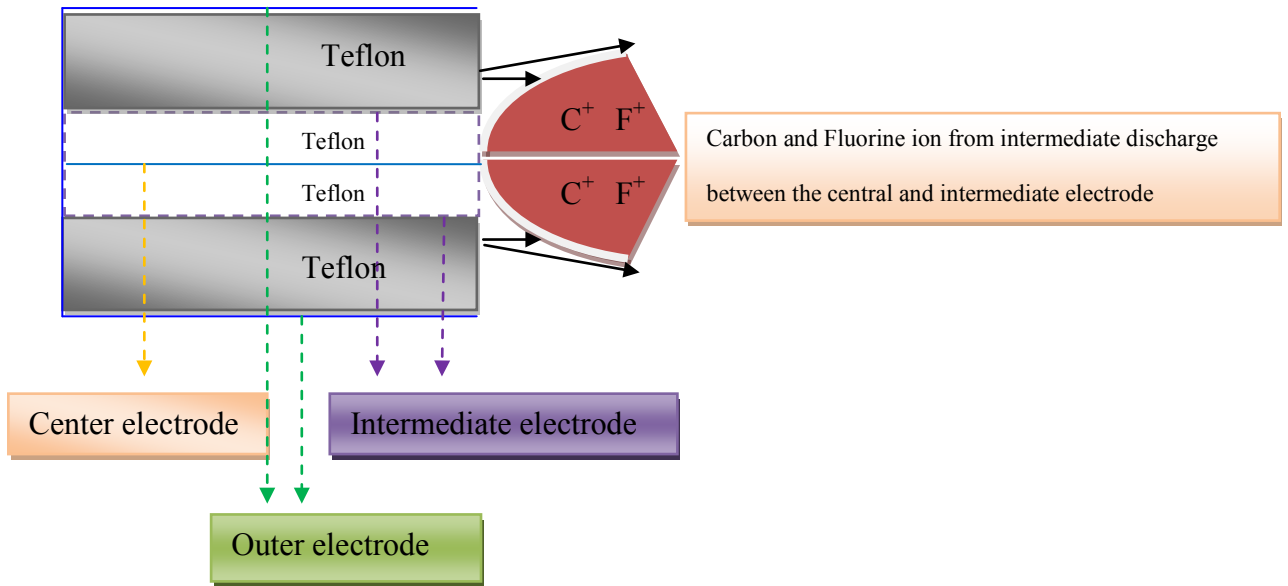 Teflon
Teflon
Teflon
Teflon
C⁺ F⁺
C⁺ F⁺
Carbon and Fluorine ion from intermediate discharge
between the central and intermediate electrode
Center electrode
Intermediate electrode
Outer electrode